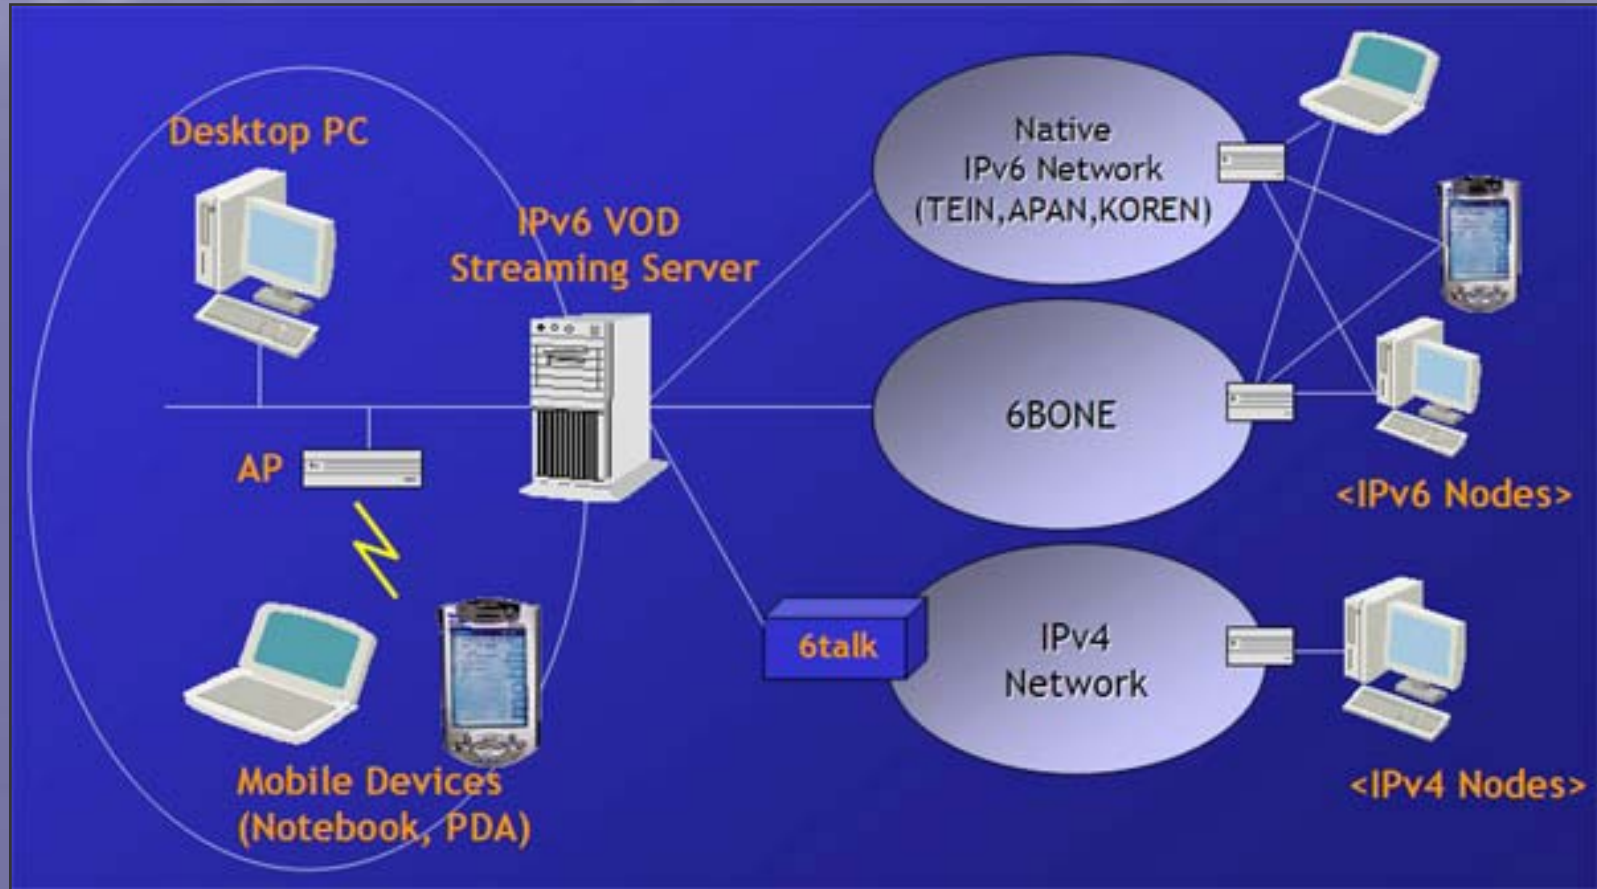 Desktop PC
IPv6 VOD
Streaming Server
AP
Mobile Devices
(Notebook, PDA)
Native
IPv6 Network
(TEIN,APAN,KOREN)
6BONE
<IPv6 Nodes>
6talk
IPv4
Network
<IPv4 Nodes>